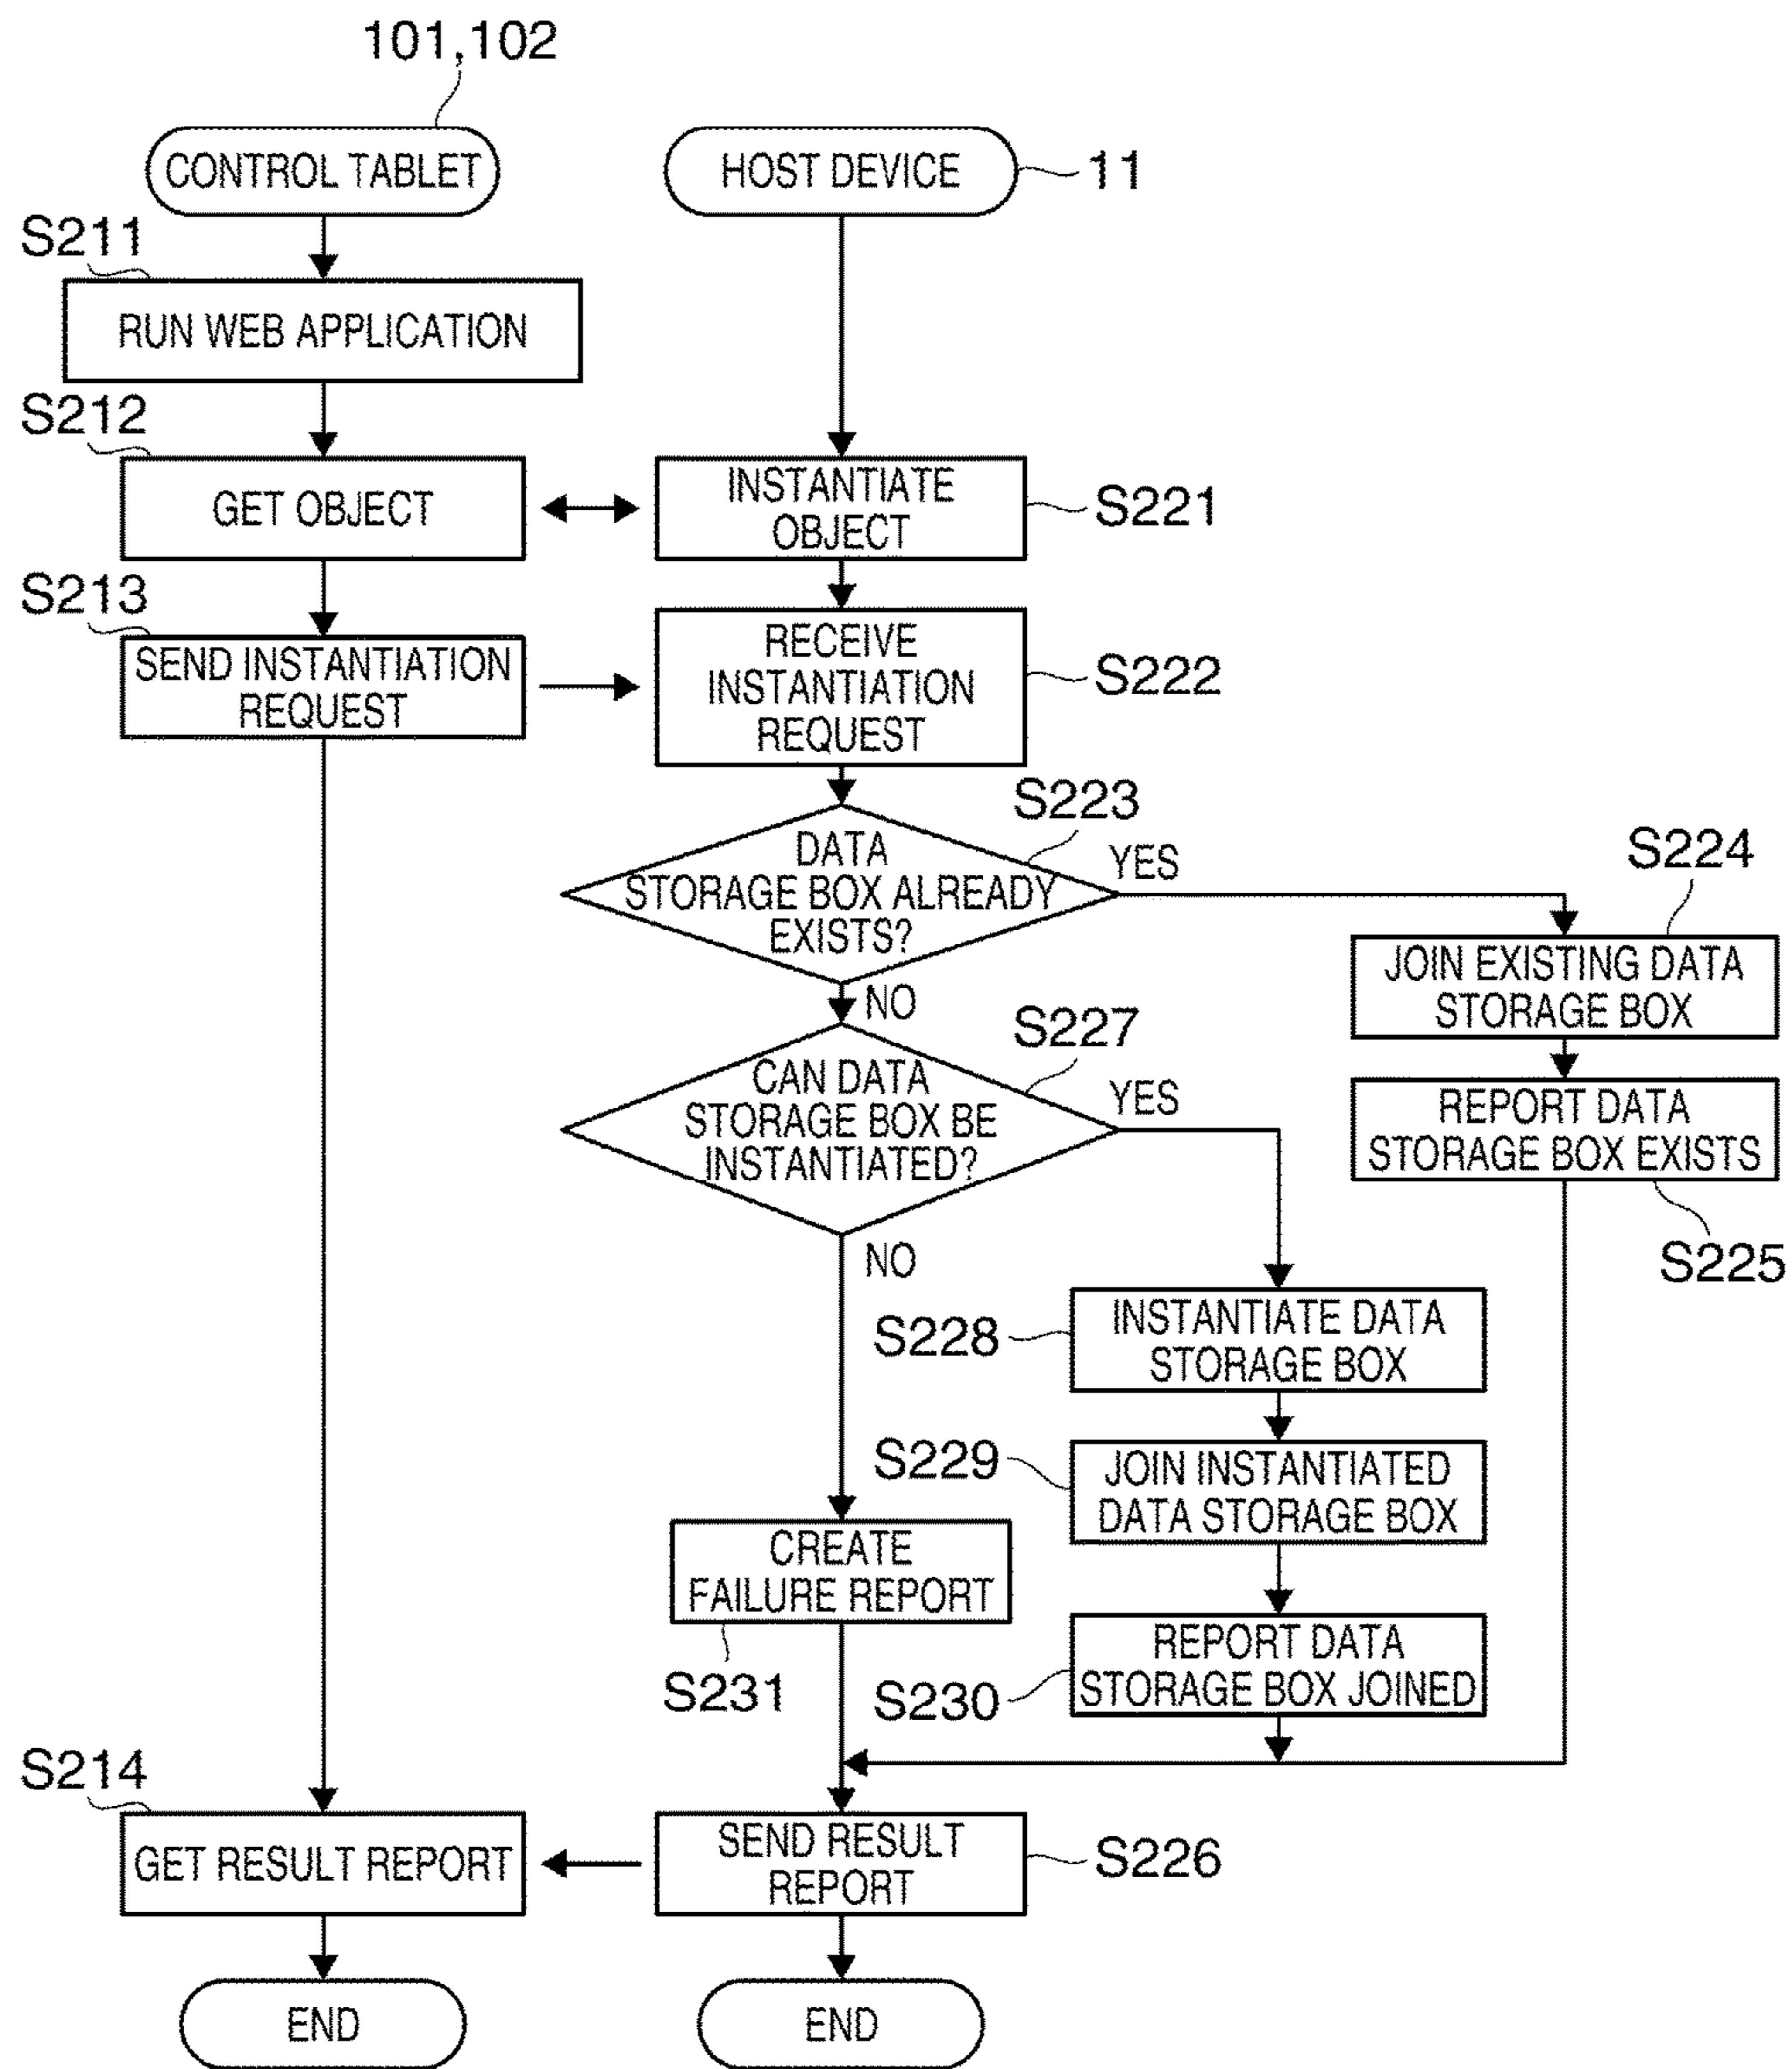 101,102
CONTROL TABLET
HOST DEVICE
11
S211
RUN WEB APPLICATION
S212
GET OBJECT
INSTANTIATE
OBJECT
S221
S213
SEND INSTANTIATION
REQUEST
RECEIVE
INSTANTIATION
REQUEST
S222
S223
DATA
STORAGE BOX ALREADY
EXISTS?
YES
NO
S224
JOIN EXISTING DATA
STORAGE BOX
REPORT DATA
STORAGE BOX EXISTS
S225
S227
CAN DATA
STORAGE BOX BE
INSTANTIATED?
YES
NO
S228
INSTANTIATE DATA
STORAGE BOX
S229
JOIN INSTANTIATED
DATA STORAGE BOX
CREATE
FAILURE REPORT
S231
S230
REPORT DATA
STORAGE BOX JOINED
S214
GET RESULT REPORT
SEND RESULT
REPORT
S226
END
END